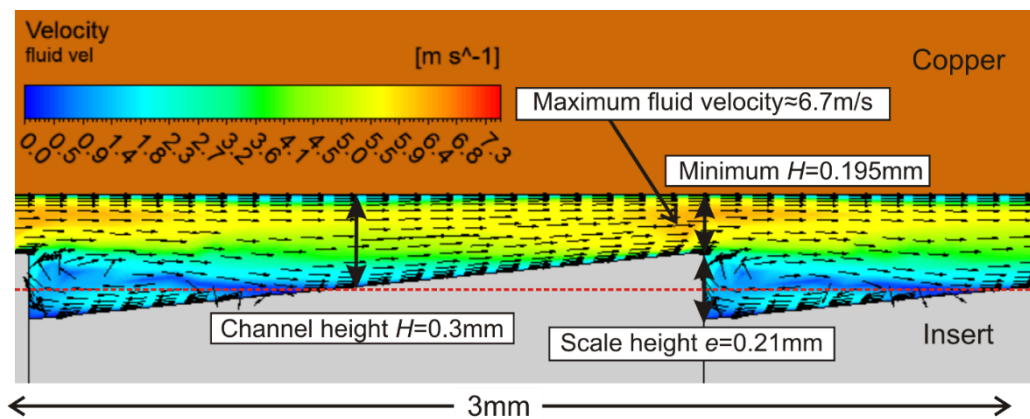 Velocity
fluid vel
[m s^-1]
Copper
0.0 0.5 0.9 1.4 1.8 2.3 2.7 3.2 3.6 4.1 4.5 5.0 5.5 5.9 6.4 6.8 7.3
Maximum fluid velocity≈6.7m/s
Minimum H=0.195mm
Channel height H=0.3mm
Scale height e=0.21mm
Insert
3mm